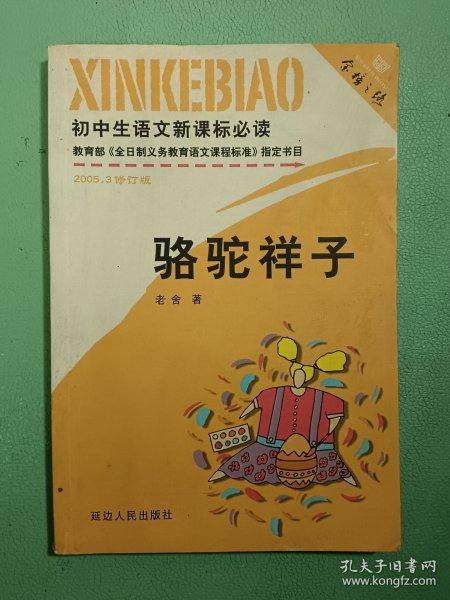 XINKEBIAO
初中生语文新课标必读
教育部《全日制义务教育语文课程标准》指定书目
2005.3修订版
骆驼祥子
老舍 著
延边人民出版社
孔夫子旧书网
www.kongfz.com